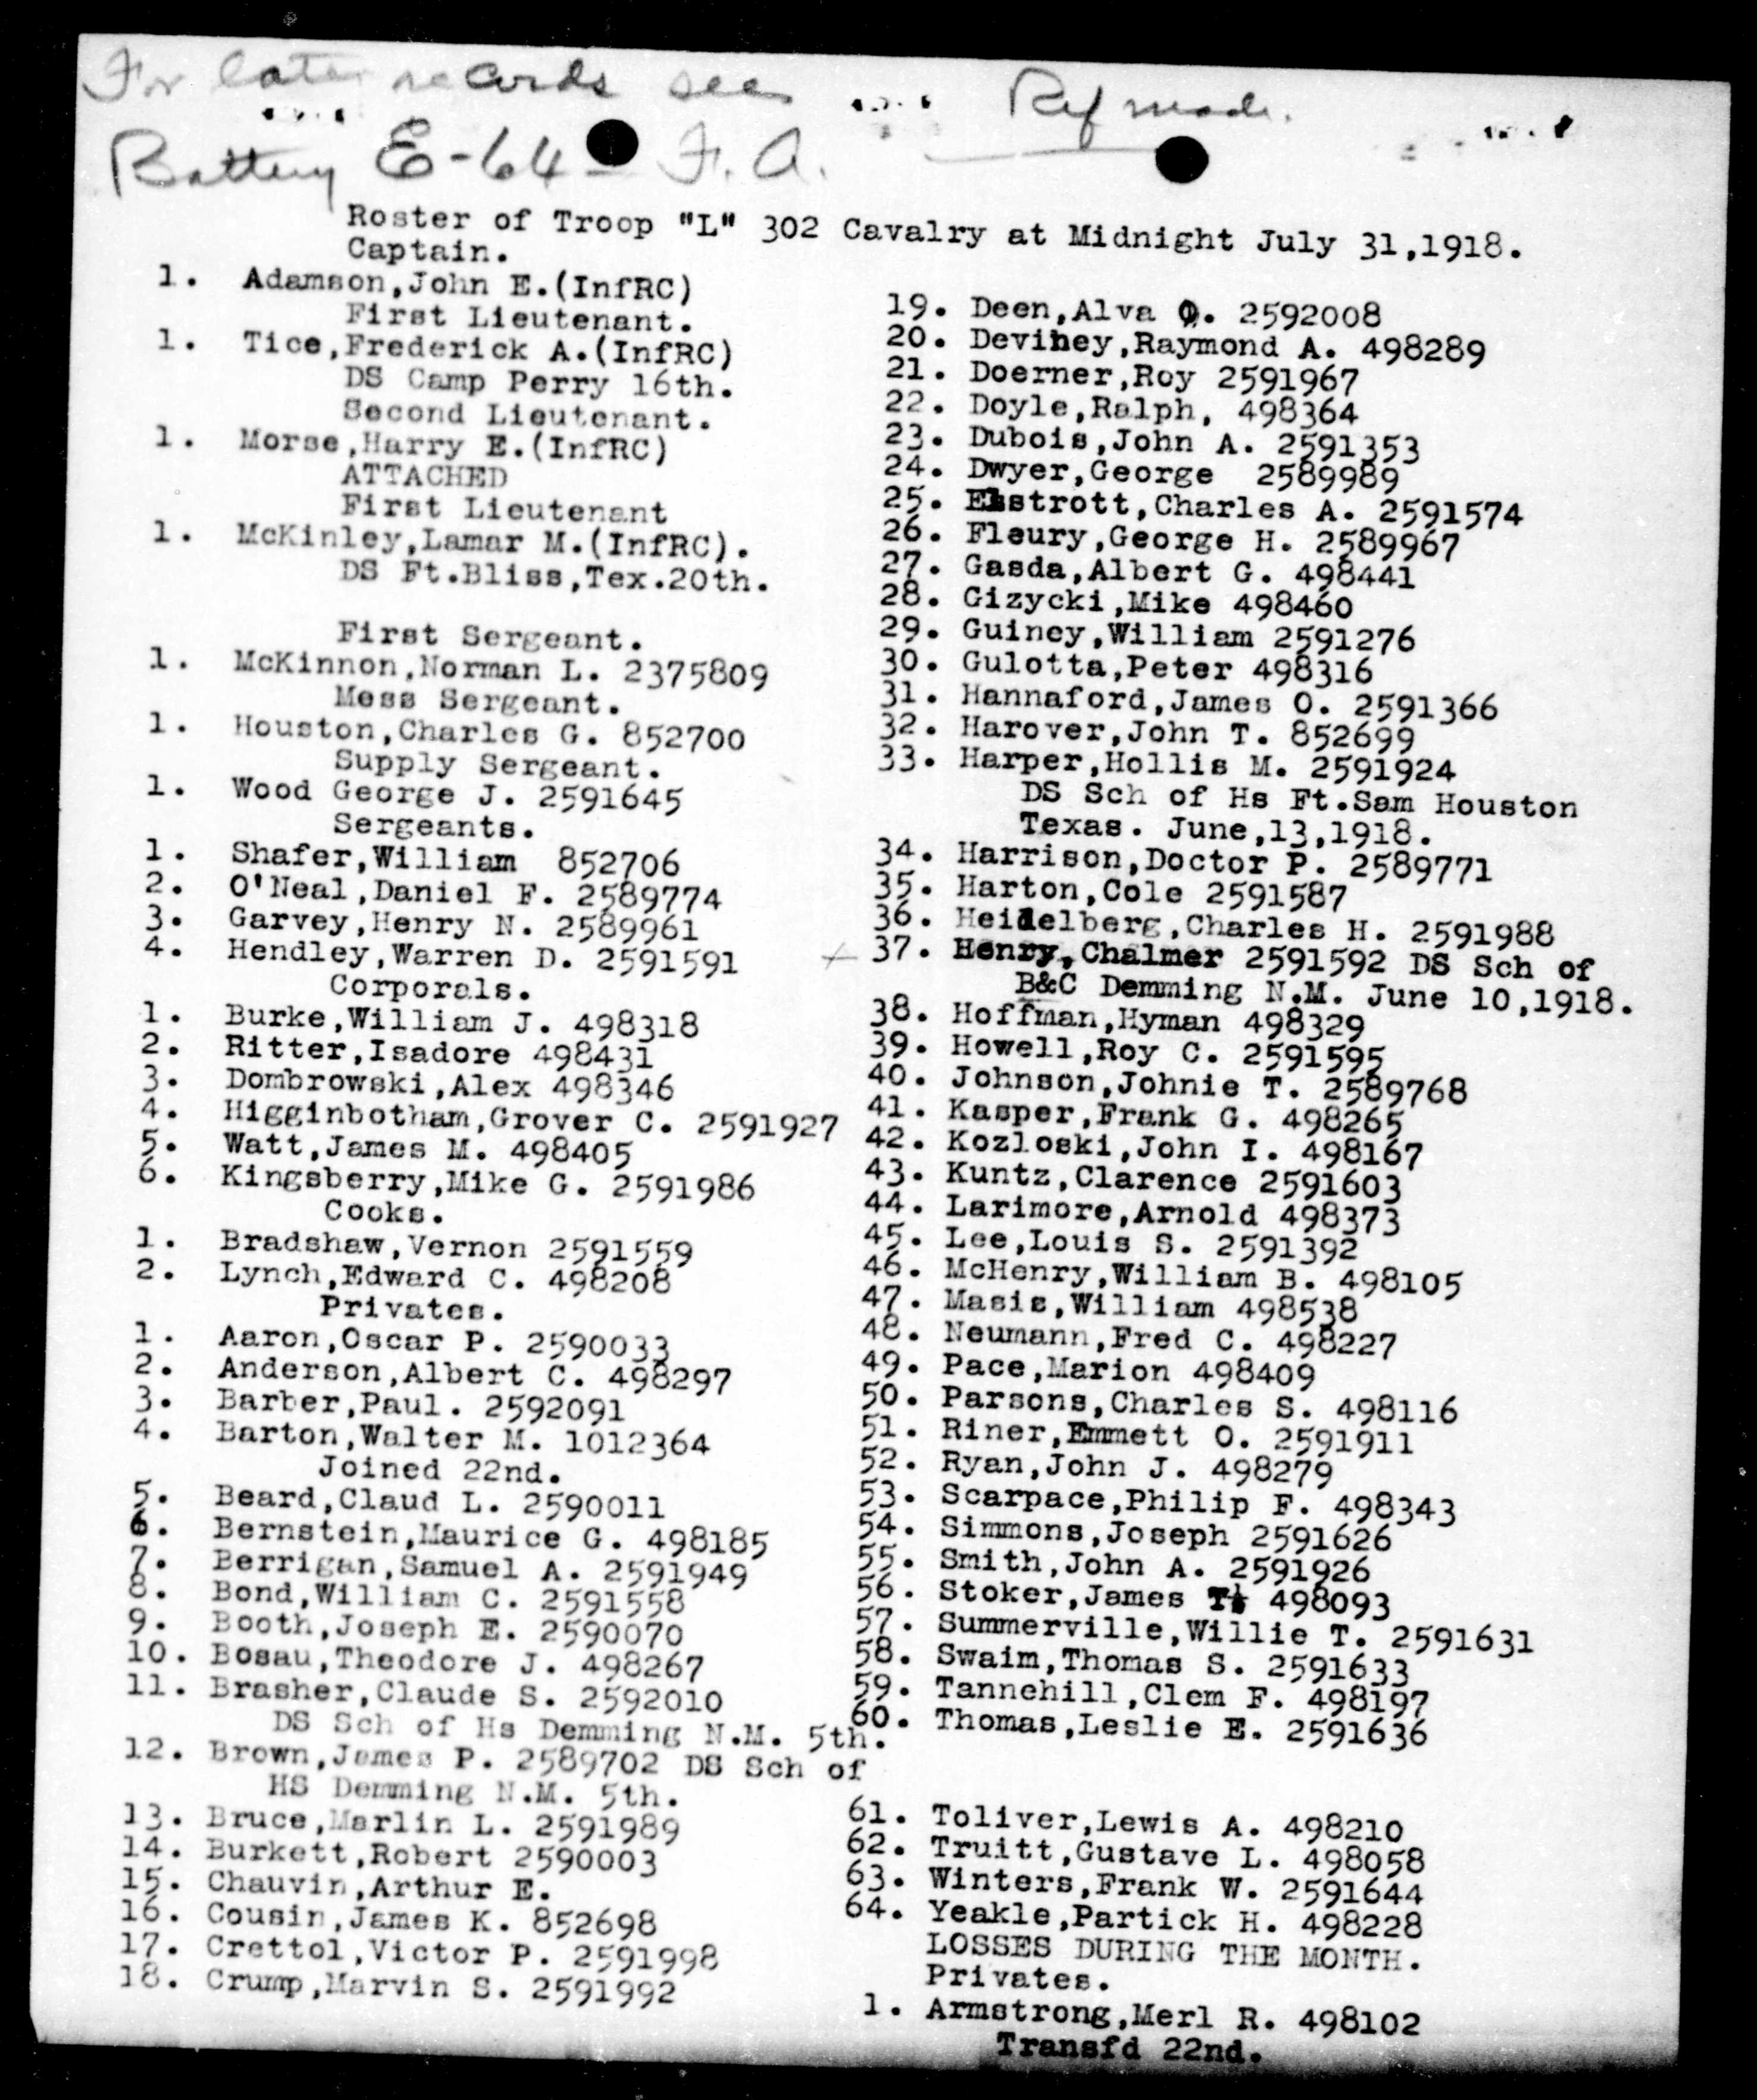 For later records see
Ref made.
Battery E-64 F.A.
Roster of Troop "L" 302 Cavalry at Midnight July 31,1918.
Captain.
1. Adamson,John E.(InfRC)
First Lieutenant.
1. Tice,Frederick A.(InfRC)
DS Camp Perry 16th.
Second Lieutenant.
1. Morse,Harry E.(InfRC)
ATTACHED
First Lieutenant
1. McKinley,Lamar M.(InfRC).
DS Ft.Bliss,Tex.20th.
First Sergeant.
1. McKinnon,Norman L. 2375809
Mess Sergeant.
1. Houston,Charles G. 852700
Supply Sergeant.
1. Wood George J. 2591645
Sergeants.
1. Shafer,William 852706
2. O'Neal,Daniel F. 2589774
3. Garvey,Henry N. 2589961
4. Hendley,Warren D. 2591591
Corporals.
1. Burke,William J. 498318
2. Ritter,Isadore 498431
3. Dombrowski,Alex 498346
4. Higginbotham,Grover C. 2591927
5. Watt,James M. 498405
6. Kingsberry,Mike G. 2591986
Cooks.
1. Bradshaw,Vernon 2591559
2. Lynch,Edward C. 498208
Privates.
1. Aaron,Oscar P. 2590033
2. Anderson,Albert C. 498297
3. Barber,Paul. 2592091
4. Barton,Walter M. 1012364
Joined 22nd.
5. Beard,Claud L. 2590011
6. Bernstein,Maurice G. 498185
7. Berrigan,Samuel A. 2591949
8. Bond,William C. 2591558
9. Booth,Joseph E. 2590070
10. Bosau,Theodore J. 498267
11. Brasher,Claude S. 2592010
DS Sch of Hs Demming N.M. 5th.
12. Brown,James P. 2589702 DS Sch of
HS Demming N.M. 5th.
13. Bruce,Marlin L. 2591989
14. Burkett,Robert 2590003
15. Chauvin,Arthur E.
16. Cousin,James K. 852698
17. Crettol,Victor P. 2591998
18. Crump,Marvin S. 2591992
19. Deen,Alva O. 2592008
20. Deviney,Raymond A. 498289
21. Doerner,Roy 2591967
22. Doyle,Ralph, 498364
23. Dubois,John A. 2591353
24. Dwyer,George 2589989
25. Elstrott,Charles A. 2591574
26. Fleury,George H. 2589967
27. Gasda,Albert G. 498441
28. Gizycki,Mike 498460
29. Guiney,William 2591276
30. Gulotta,Peter 498316
31. Hannaford,James O. 2591366
32. Harover,John T. 852699
33. Harper,Hollis M. 2591924
DS Sch of Hs Ft.Sam Houston
Texas. June,13,1918.
34. Harrison,Doctor P. 2589771
35. Harton,Cole 2591587
36. Heidelberg,Charles H. 2591988
37. Henry,Chalmer 2591592 DS Sch of
B&C Demming N.M. June 10,1918.
38. Hoffman,Hyman 498329
39. Howell,Roy C. 2591595
40. Johnson,Johnie T. 2589768
41. Kasper,Frank G. 498265
42. Kozloski,John I. 498167
43. Kuntz,Clarence 2591603
44. Larimore,Arnold 498373
45. Lee,Louis S. 2591392
46. McHenry,William B. 498105
47. Masis,William 498538
48. Neumann,Fred C. 498227
49. Pace,Marion 498409
50. Parsons,Charles S. 498116
51. Riner,Emmett O. 2591911
52. Ryan,John J. 498279
53. Scarpace,Philip F. 498343
54. Simmons,Joseph 2591626
55. Smith,John A. 2591926
56. Stoker,James T. 498093
57. Summerville,Willie T. 2591631
58. Swaim,Thomas S. 2591633
59. Tannehill,Clem F. 498197
60. Thomas,Leslie E. 2591636
61. Toliver,Lewis A. 498210
62. Truitt,Gustave L. 498058
63. Winters,Frank W. 2591644
64. Yeakle,Partick H. 498228
LOSSES DURING THE MONTH.
Privates.
1. Armstrong,Merl R. 498102
Transfd 22nd.